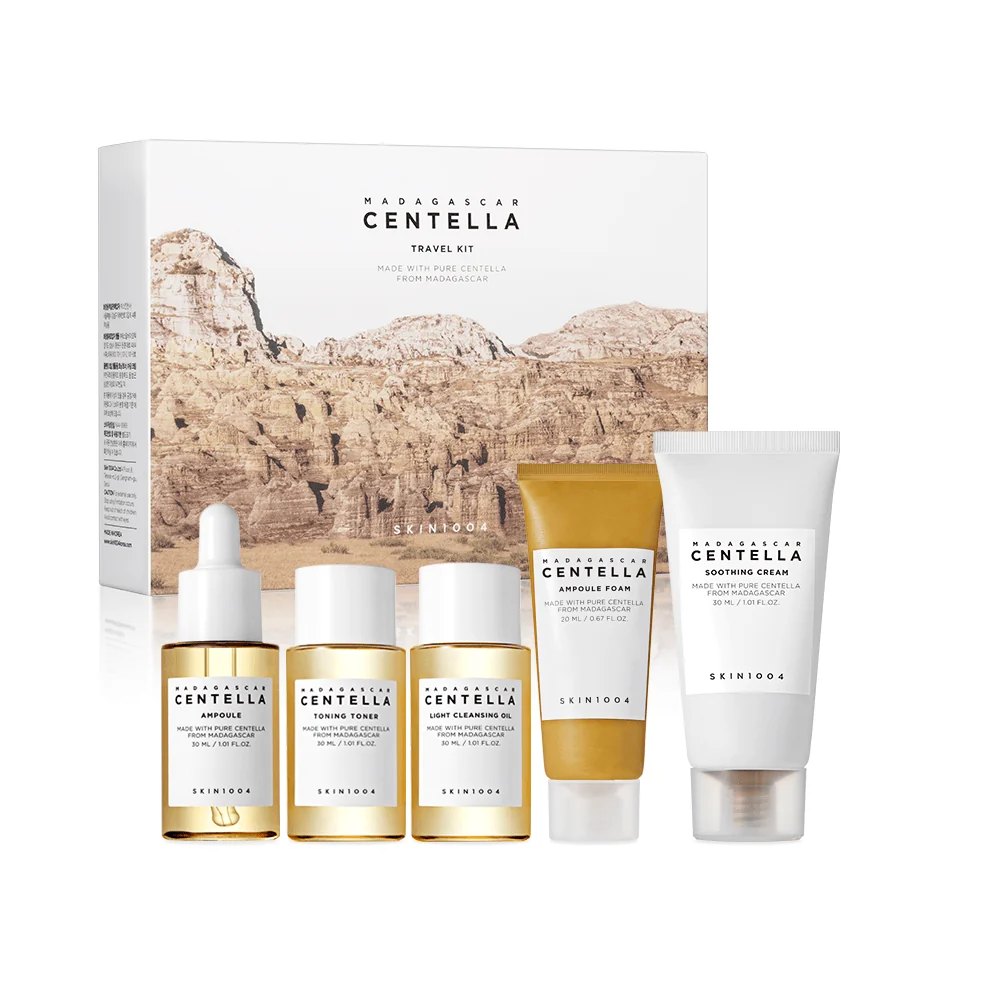 MADAGASCAR
CENTELLA
TRAVEL KIT
MADE WITH PURE CENTELLA
FROM MADAGASCAR
SKIN1004
MADE IN KOREA
MADAGASCAR
CENTELLA
AMPOULE
MADE WITH PURE CENTELLA
FROM MADAGASCAR
30 ML / 1.01 FL.OZ.
SKIN1004
MADAGASCAR
CENTELLA
TONING TONER
MADE WITH PURE CENTELLA
FROM MADAGASCAR
30 ML / 1.01 FL.OZ.
SKIN1004
MADAGASCAR
CENTELLA
LIGHT CLEANSING OIL
MADE WITH PURE CENTELLA
FROM MADAGASCAR
30 ML / 1.01 FL.OZ.
SKIN1004
MADAGASCAR
CENTELLA
AMPOULE FOAM
MADE WITH PURE CENTELLA
FROM MADAGASCAR
20 ML / 0.67 FL.OZ.
SKIN1004
MADAGASCAR
CENTELLA
SOOTHING CREAM
MADE WITH PURE CENTELLA
FROM MADAGASCAR
30 ML / 1.01 FL.OZ.
SKIN1004